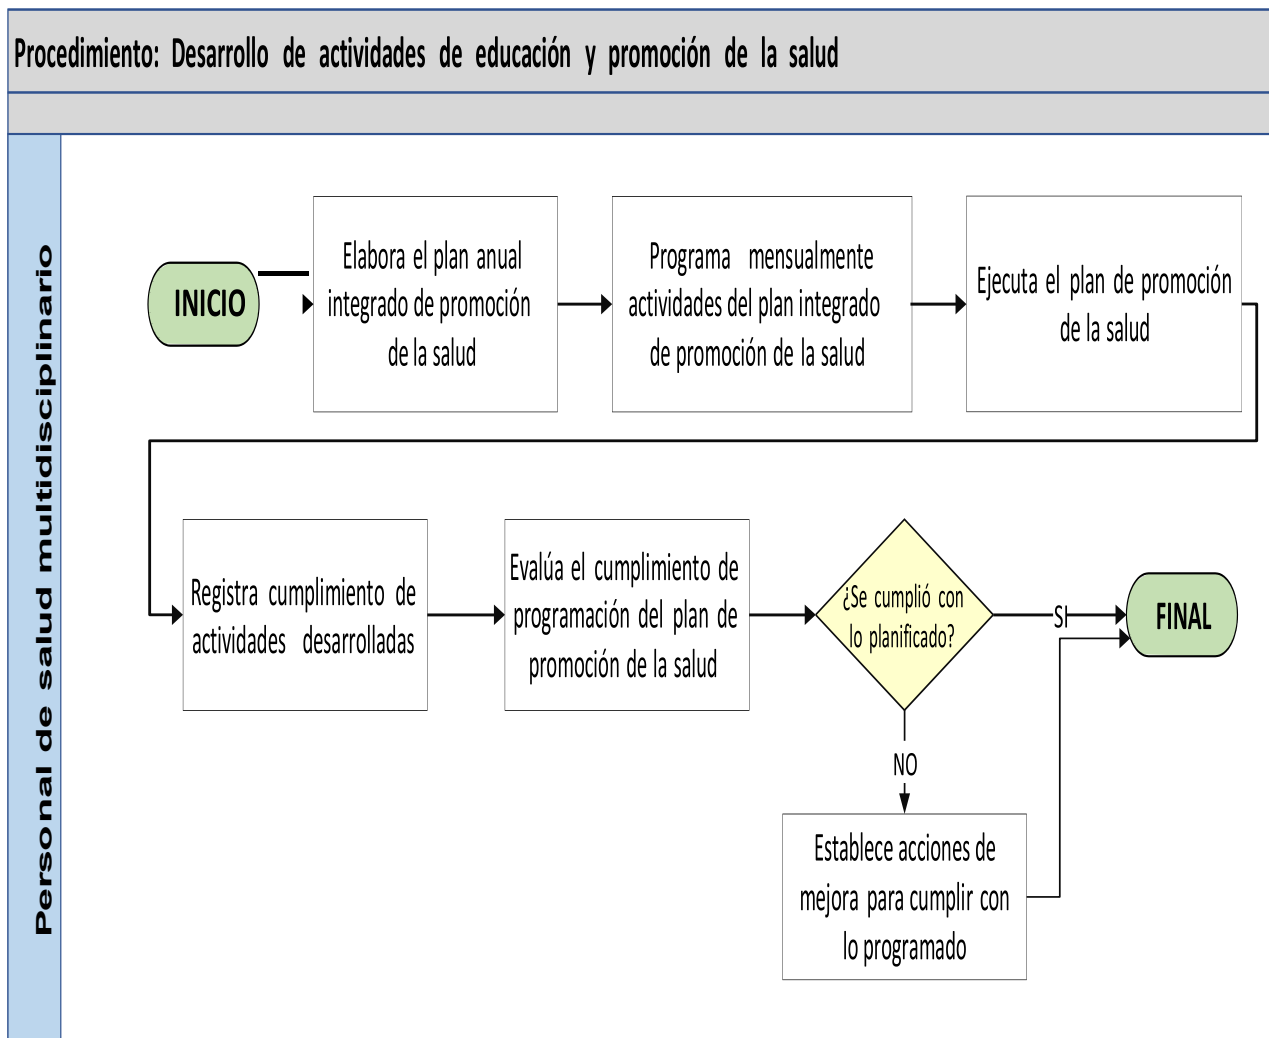 Procedimiento: Desarrollo de actividades de educación y promoción de la salud
Personal de salud multidisciplinario
INICIO
Elabora el plan anual
integrado de promoción
de la salud
Programa mensualmente
actividades del plan integrado
de promoción de la salud
Ejecuta el plan de promoción
de la salud
Registra cumplimiento de
actividades desarrolladas
Evalúa el cumplimiento de
programación del plan de
promoción de la salud
¿Se cumplió con
lo planificado?
SI
FINAL
NO
Establece acciones de
mejora para cumplir con
lo programado